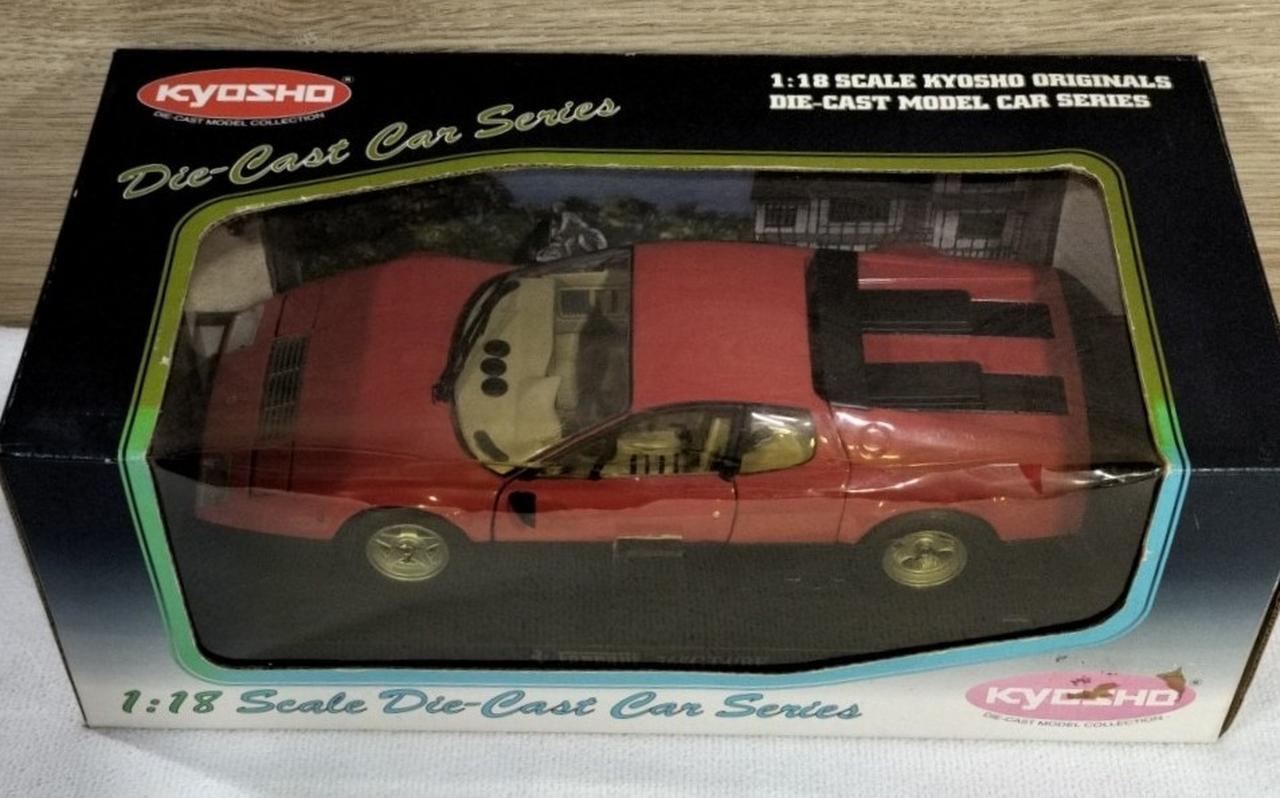 KYOSHO®
DIE-CAST MODEL COLLECTION
Die-Cast Car Series
1:18 SCALE KYOSHO ORIGINALS
DIE-CAST MODEL CAR SERIES
1:18 Scale Die-Cast Car Series
KYOSHO®
DIE-CAST MODEL COLLECTION